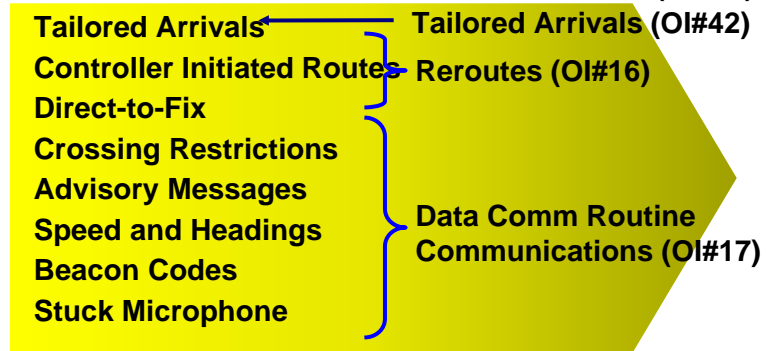 Tailored Arrivals
Tailored Arrivals (OI#42)
Controller Initiated Routes
Reroutes (OI#16)
Direct-to-Fix
Crossing Restrictions
Advisory Messages
Speed and Headings
Beacon Codes
Stuck Microphone
Data Comm Routine
Communications (OI#17)